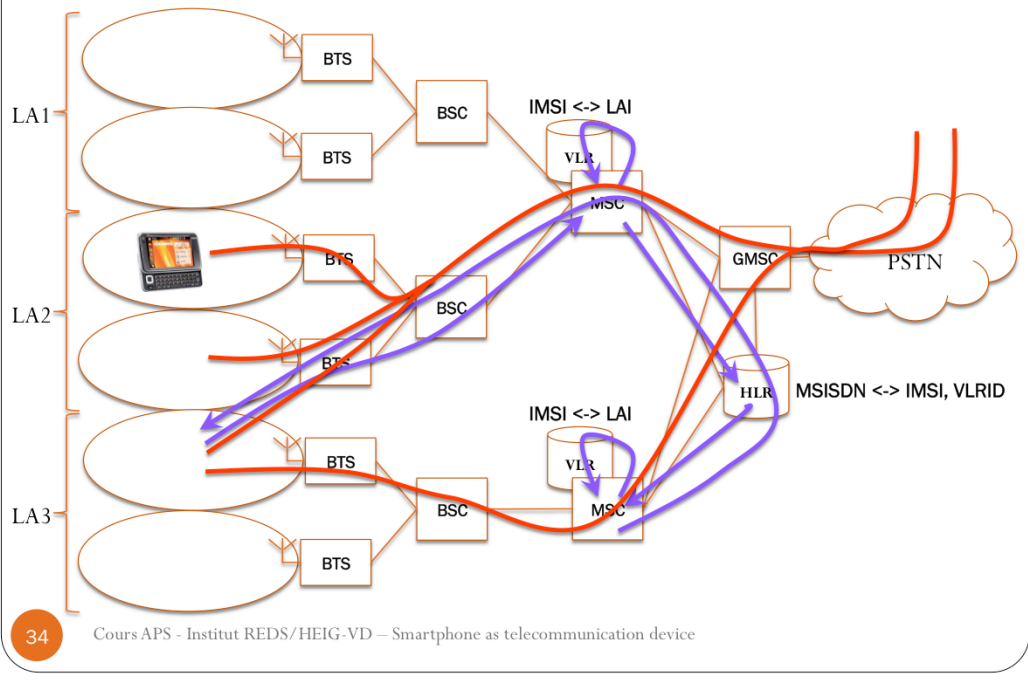 BTS
LA1
BSC
IMSI <-> LAI
BTS
VLR
MSC
BTS
GMSC
PSTN
LA2
BSC
BTS
HLR
MSISDN <-> IMSI, VLRID
IMSI <-> LAI
BTS
VLR
LA3
BSC
MSC
BTS
34
Cours APS - Institut REDS/HEIG-VD – Smartphone as telecommunication device